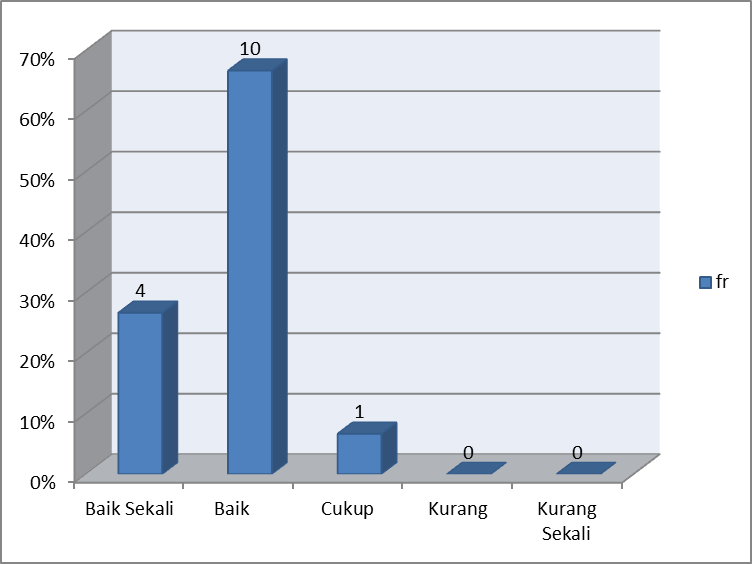 70%
60%
50%
40%
30%
20%
10%
0%
4
10
1
0
0
Baik Sekali
Baik
Cukup
Kurang
Kurang
Sekali
fr